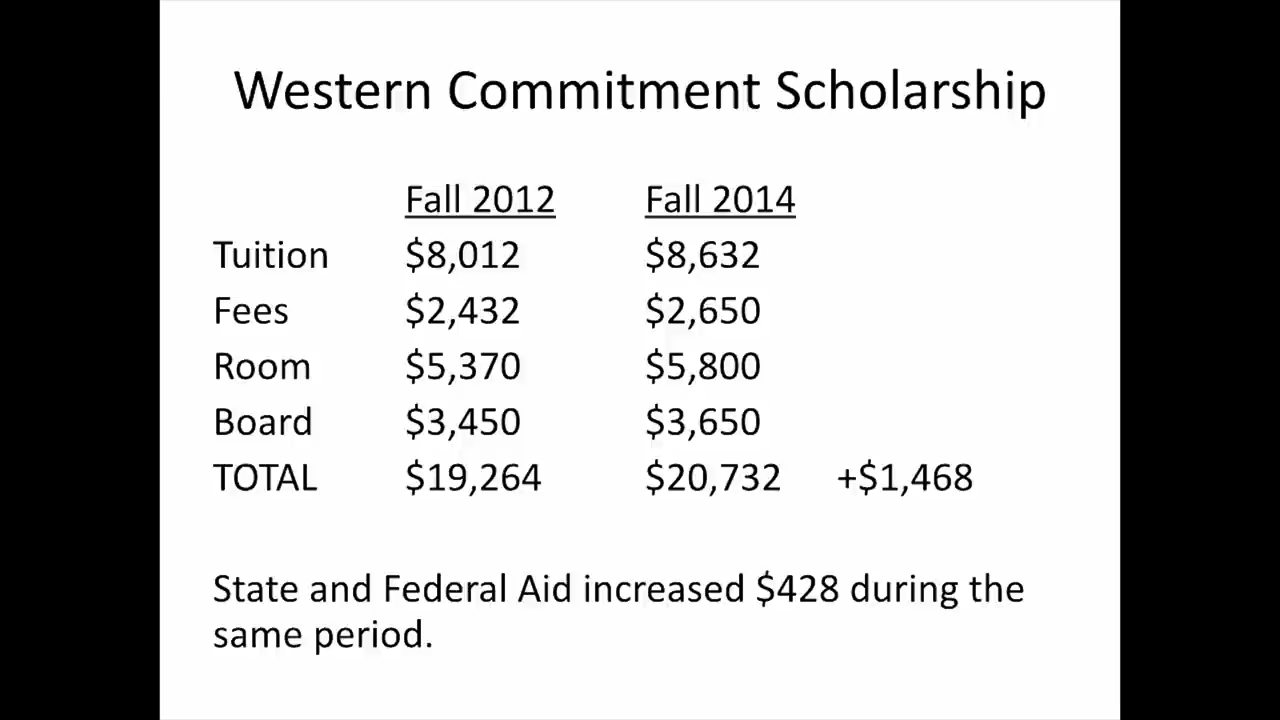 Western Commitment Scholarship
Fall 2012 Fall 2014
Tuition $8,012 $8,632
Fees $2,432 $2,650
Room $5,370 $5,800
Board $3,450 $3,650
TOTAL $19,264 $20,732 +$1,468
State and Federal Aid increased $428 during the
same period.